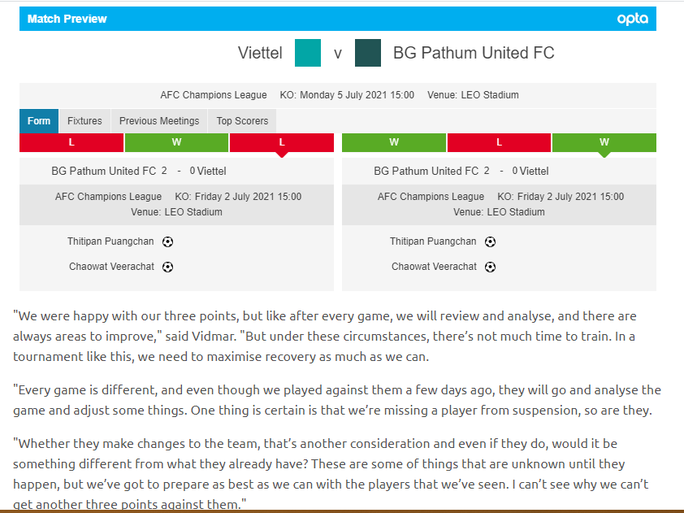 Match Preview opta
Viettel v BG Pathum United FC
AFC Champions League KO: Monday 5 July 2021 15:00 Venue: LEO Stadium
Form Fixtures Previous Meetings Top Scorers
L W L W L W
BG Pathum United FC 2 - 0 Viettel BG Pathum United FC 2 - 0 Viettel
AFC Champions League KO: Friday 2 July 2021 15:00 AFC Champions League KO: Friday 2 July 2021 15:00
Venue: LEO Stadium Venue: LEO Stadium
Thitipan Puangchan Thitipan Puangchan
Chaowat Veerachat Chaowat Veerachat
"We were happy with our three points, but like after every game, we will review and analyse, and there are
always areas to improve," said Vidmar. "But under these circumstances, there's not much time to train. In a
tournament like this, we need to maximise recovery as much as we can.
"Every game is different, and even though we played against them a few days ago, they will go and analyse the
game and adjust some things. One thing is certain is that we're missing a player from suspension, so are they.
"Whether they make changes to the team, that's another consideration and even if they do, would it be
something different from what they already have? These are some of things that are unknown until they
happen, but we've got to prepare as best as we can with the players that we've seen. I can't see why we can't
get another three points against them."